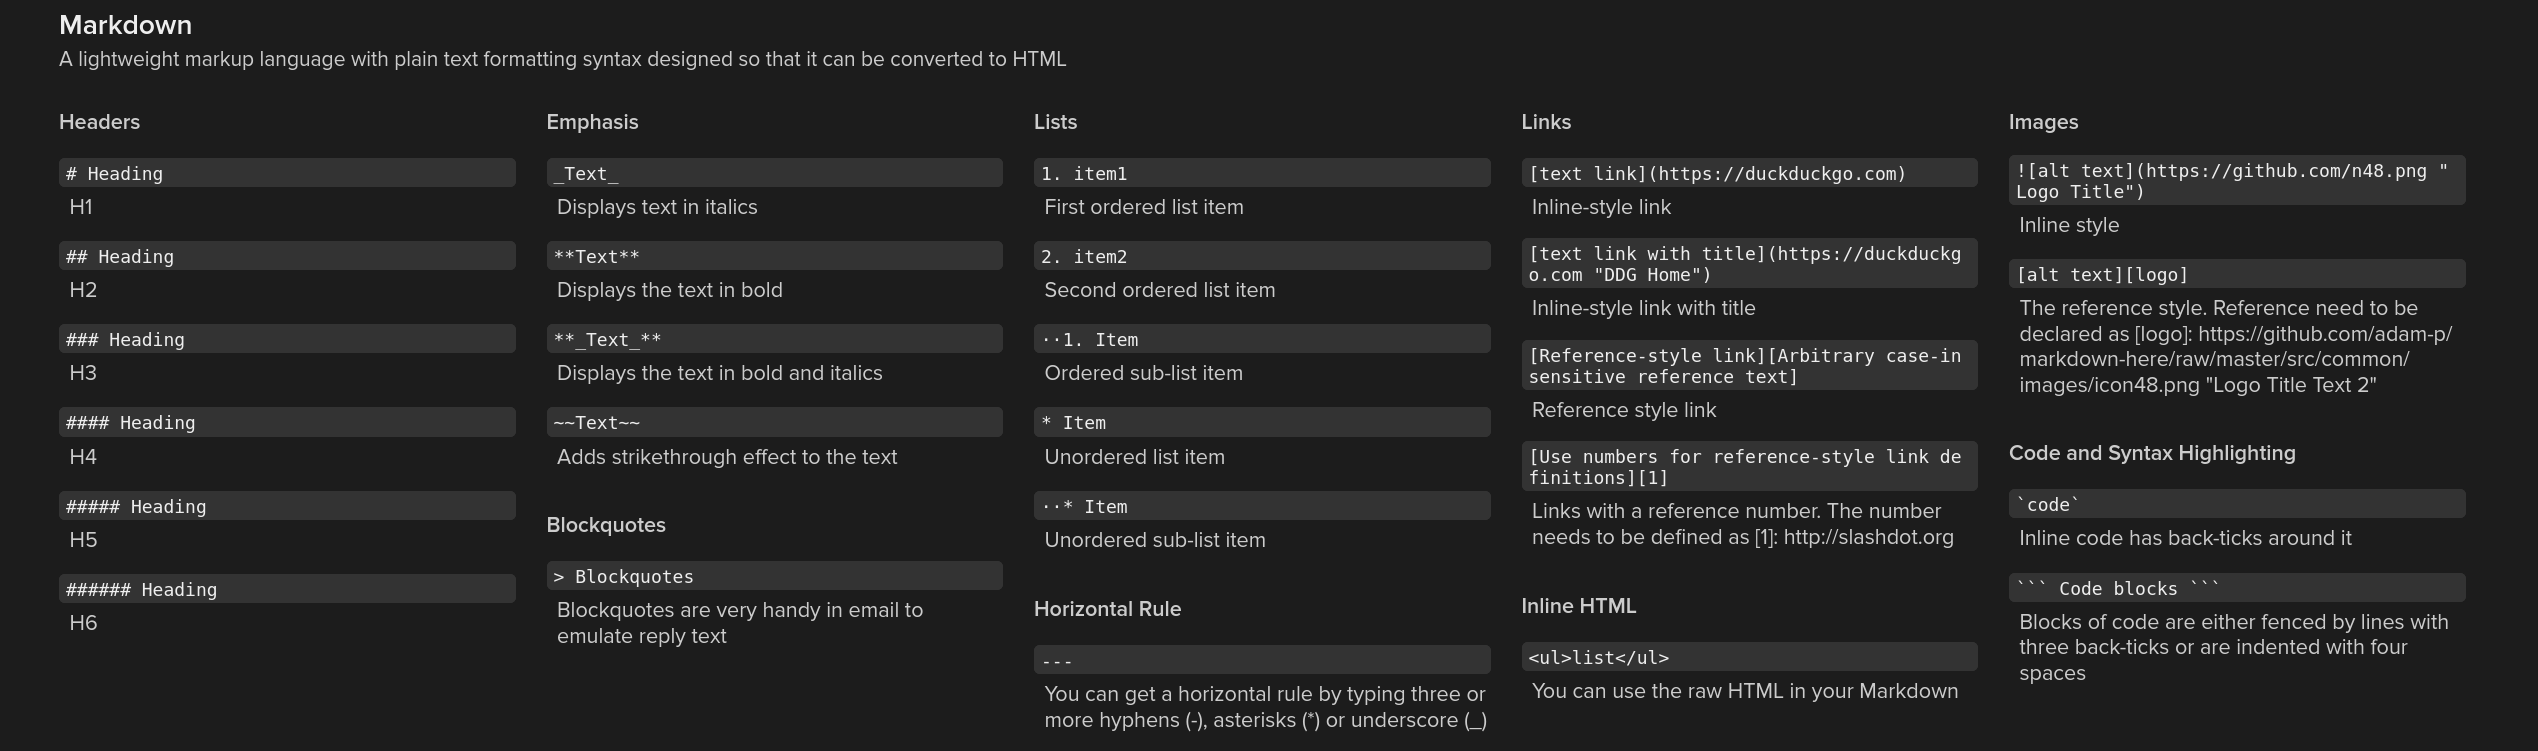 Markdown
A lightweight markup language with plain text formatting syntax designed so that it can be converted to HTML
Headers
# Heading
H1
## Heading
H2
### Heading
H3
#### Heading
H4
##### Heading
H5
###### Heading
H6
Emphasis
_Text_
Displays text in italics
**Text**
Displays the text in bold
**_Text_**
Displays the text in bold and italics
~~Text~~
Adds strikethrough effect to the text
Blockquotes
> Blockquotes
Blockquotes are very handy in email to
emulate reply text
Lists
1. item1
First ordered list item
2. item2
Second ordered list item
··1. Item
Ordered sub-list item
* Item
Unordered list item
··* Item
Unordered sub-list item
Horizontal Rule
---
You can get a horizontal rule by typing three or
more hyphens (-), asterisks (*) or underscore (_)
Links
[text link](https://duckduckgo.com)
Inline-style link
[text link with title](https://duckduckg
o.com "DDG Home")
Inline-style link with title
[Reference-style link][Arbitrary case-in
sensitive reference text]
Reference style link
[Use numbers for reference-style link de
finitions][1]
Links with a reference number. The number
needs to be defined as [1]: http://slashdot.org
Inline HTML
<ul>list</ul>
You can use the raw HTML in your Markdown
Images
![alt text](https://github.com/n48.png "
Logo Title")
Inline style
[alt text][logo]
The reference style. Reference need to be
declared as [logo]: https://github.com/adam-p/
markdown-here/raw/master/src/common/
images/icon48.png "Logo Title Text 2"
Code and Syntax Highlighting
`code`
Inline code has back-ticks around it
``` Code blocks ```
Blocks of code are either fenced by lines with
three back-ticks or are indented with four
spaces